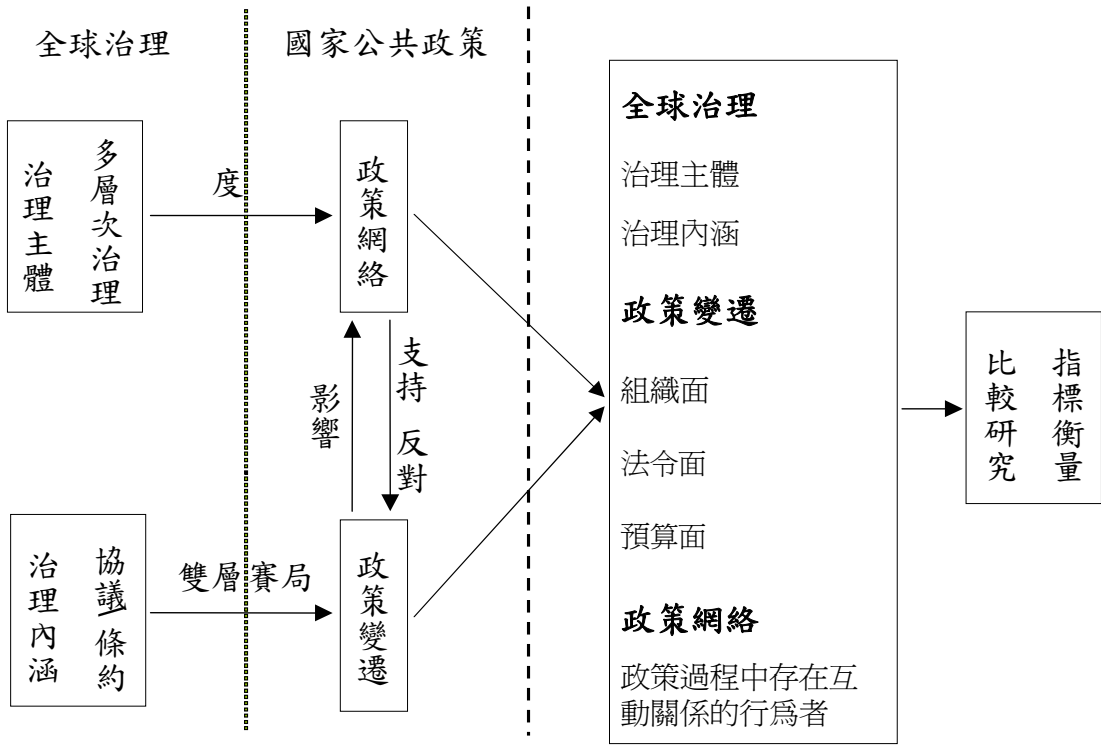 全球治理
國家公共政策
多層次治理
治理主體
度
政策網絡
影響
支持 反對
協議/條約
治理內涵
雙層賽局
政策變遷
全球治理
治理主體
治理內涵
政策變遷
組織面
法令面
預算面
政策網絡
政策過程中存在互
動關係的行為者
指標衡量
比較研究